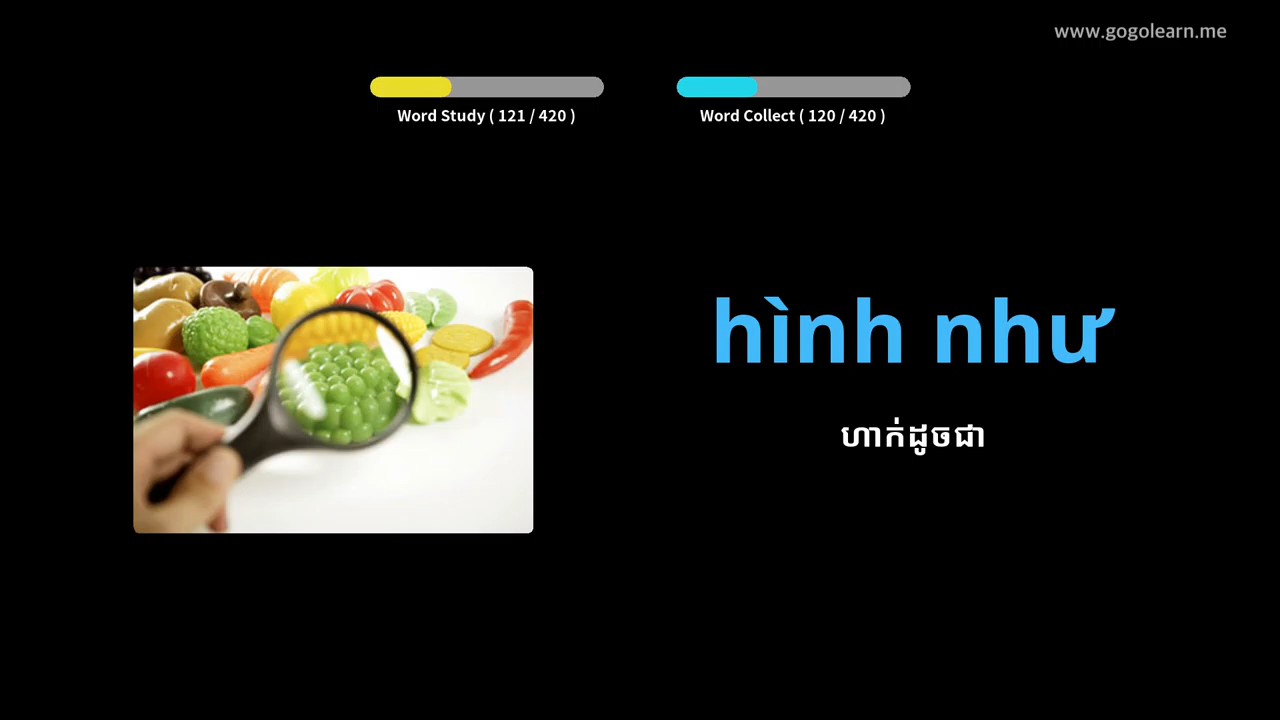 www.gogolearn.me
Word Study ( 121 / 420 )
Word Collect ( 120 / 420 )
hình như
ហាក់ដូចជា